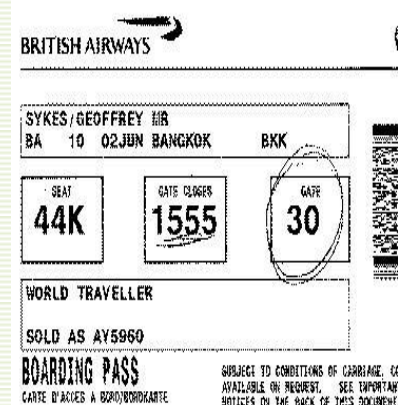 BRITISH AIRWAYS
SYKES/GEOFFREY MR
BA 10 02JUN BANGKOK BKK
SEAT GATE CLOSES GATE
44K 1555 30
WORLD TRAVELLER
SOLD AS AY5960
BOARDING PASS
CARTE D'ACCES A BORD/BORDKARTE
SUBJECT TO CONDITIONS OF CARRIAGE,
AVAILABLE ON REQUEST. SEE IMPORTANT
NOTICES ON THE BACK OF THIS DOCUMENT